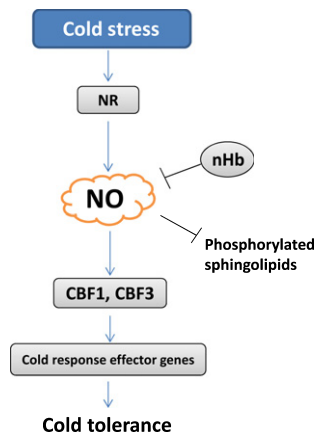 Cold stress
NR
nHb
NO
Phosphorylated
sphingolipids
CBF1, CBF3
Cold response effector genes
Cold tolerance